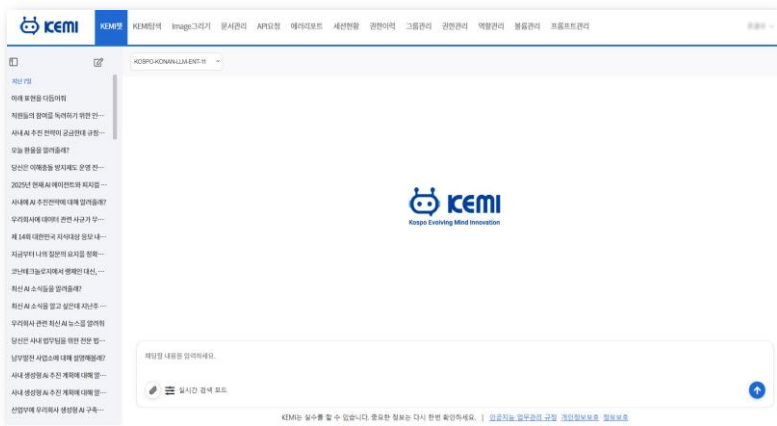 KEMI
KEMI챗 KEMI탐색 Image그리기 문서관리 API요청 에러리포트 세션현황 권한이력 그룹관리 권한관리 역할관리 볼륨관리 프롬프트관리
KOSPO-KONAN-LLM-ENT-11
지난 7일
아래 표현을 다듬어줘
직원들의 참여를 독려하기 위한 인…
사내 AI 추진 전략이 궁금한데 규정…
오늘 환율을 알려줄래?
당신은 이해충돌 방지제도 운영 전…
2025년 현재 AI 에이전트와 피지컬…
사내에 AI 추진전략에 대해 알려줄래?
우리회사에 데이터 관련 사규가 무…
제 14회 대한민국 지식대상 응모 내…
지금부터 나의 질문의 요지를 정확…
코난테크놀로지에서 챗페인 대신, …
최신 AI 소식들을 알려줄래?
최신 AI 소식을 알고 싶은데 지난주 …
우리회사 관련 최신 AI 뉴스를 알려줘
당신은 사내 법무팀을 위한 전문 법…
남부발전 사업소에 대해 설명해줄래?
사내 생성형 AI 추진 계획에 대해 알…
사내 생성형 AI 추진 계획에 대해 알…
산업부에 우리회사 생성형 AI 구축…
KEMI
Kospo Evolving Mind Innovation
채팅할 내용을 입력하세요.
실시간 검색 모드
KEMI는 실수를 할 수 있습니다. 중요한 정보는 다시 한번 확인하세요. | 인공지능 업무관리 규정 개인정보보호 정보보호